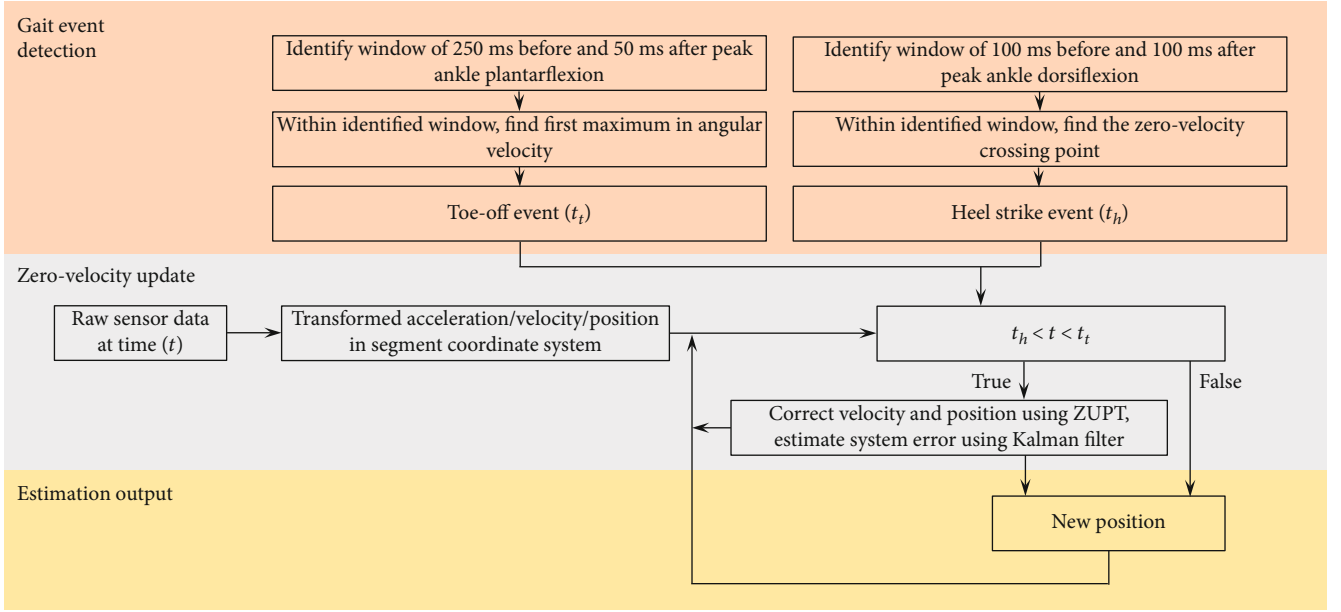 Gait event
detection
Identify window of 250 ms before and 50 ms after peak
ankle plantarflexion
Identify window of 100 ms before and 100 ms after
peak ankle dorsiflexion
Within identified window, find first maximum in angular
velocity
Within identified window, find the zero-velocity
crossing point
Toe-off event (t_t)
Heel strike event (t_h)
Zero-velocity update
Raw sensor data
at time (t)
Transformed acceleration/velocity/position
in segment coordinate system
t_h < t < t_t
True
False
Correct velocity and position using ZUPT,
estimate system error using Kalman filter
Estimation output
New position